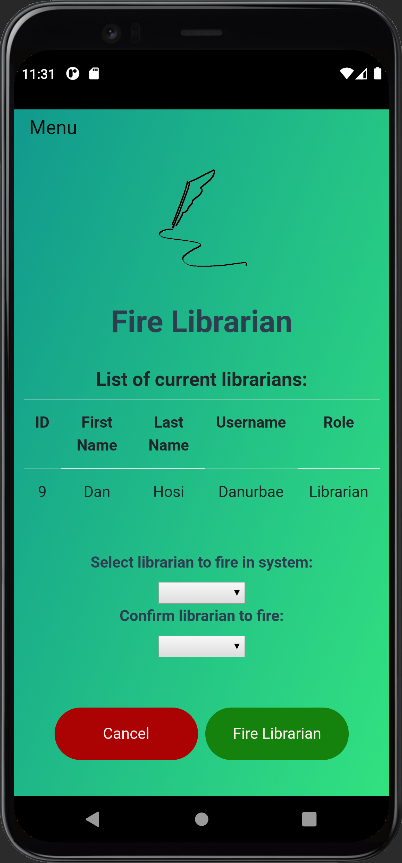 11:31
Menu
Fire Librarian
List of current librarians:
ID First Name Last Name Username Role
9 Dan Hosi Danurbae Librarian
Select librarian to fire in system:
Confirm librarian to fire:
Cancel Fire Librarian